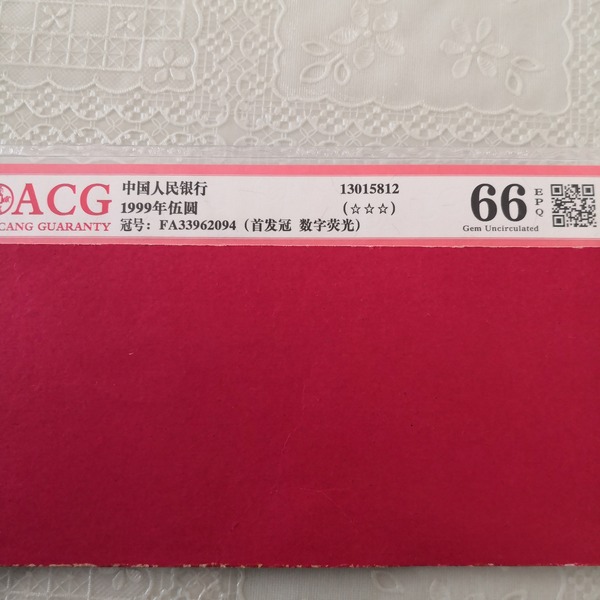 ACG
CANG GUARANTY
中国人民银行
1999年伍圆
冠号：FA33962094（首发冠 数字荧光）
13015812
(☆☆☆)
66
EPQ
Gem Uncirculated